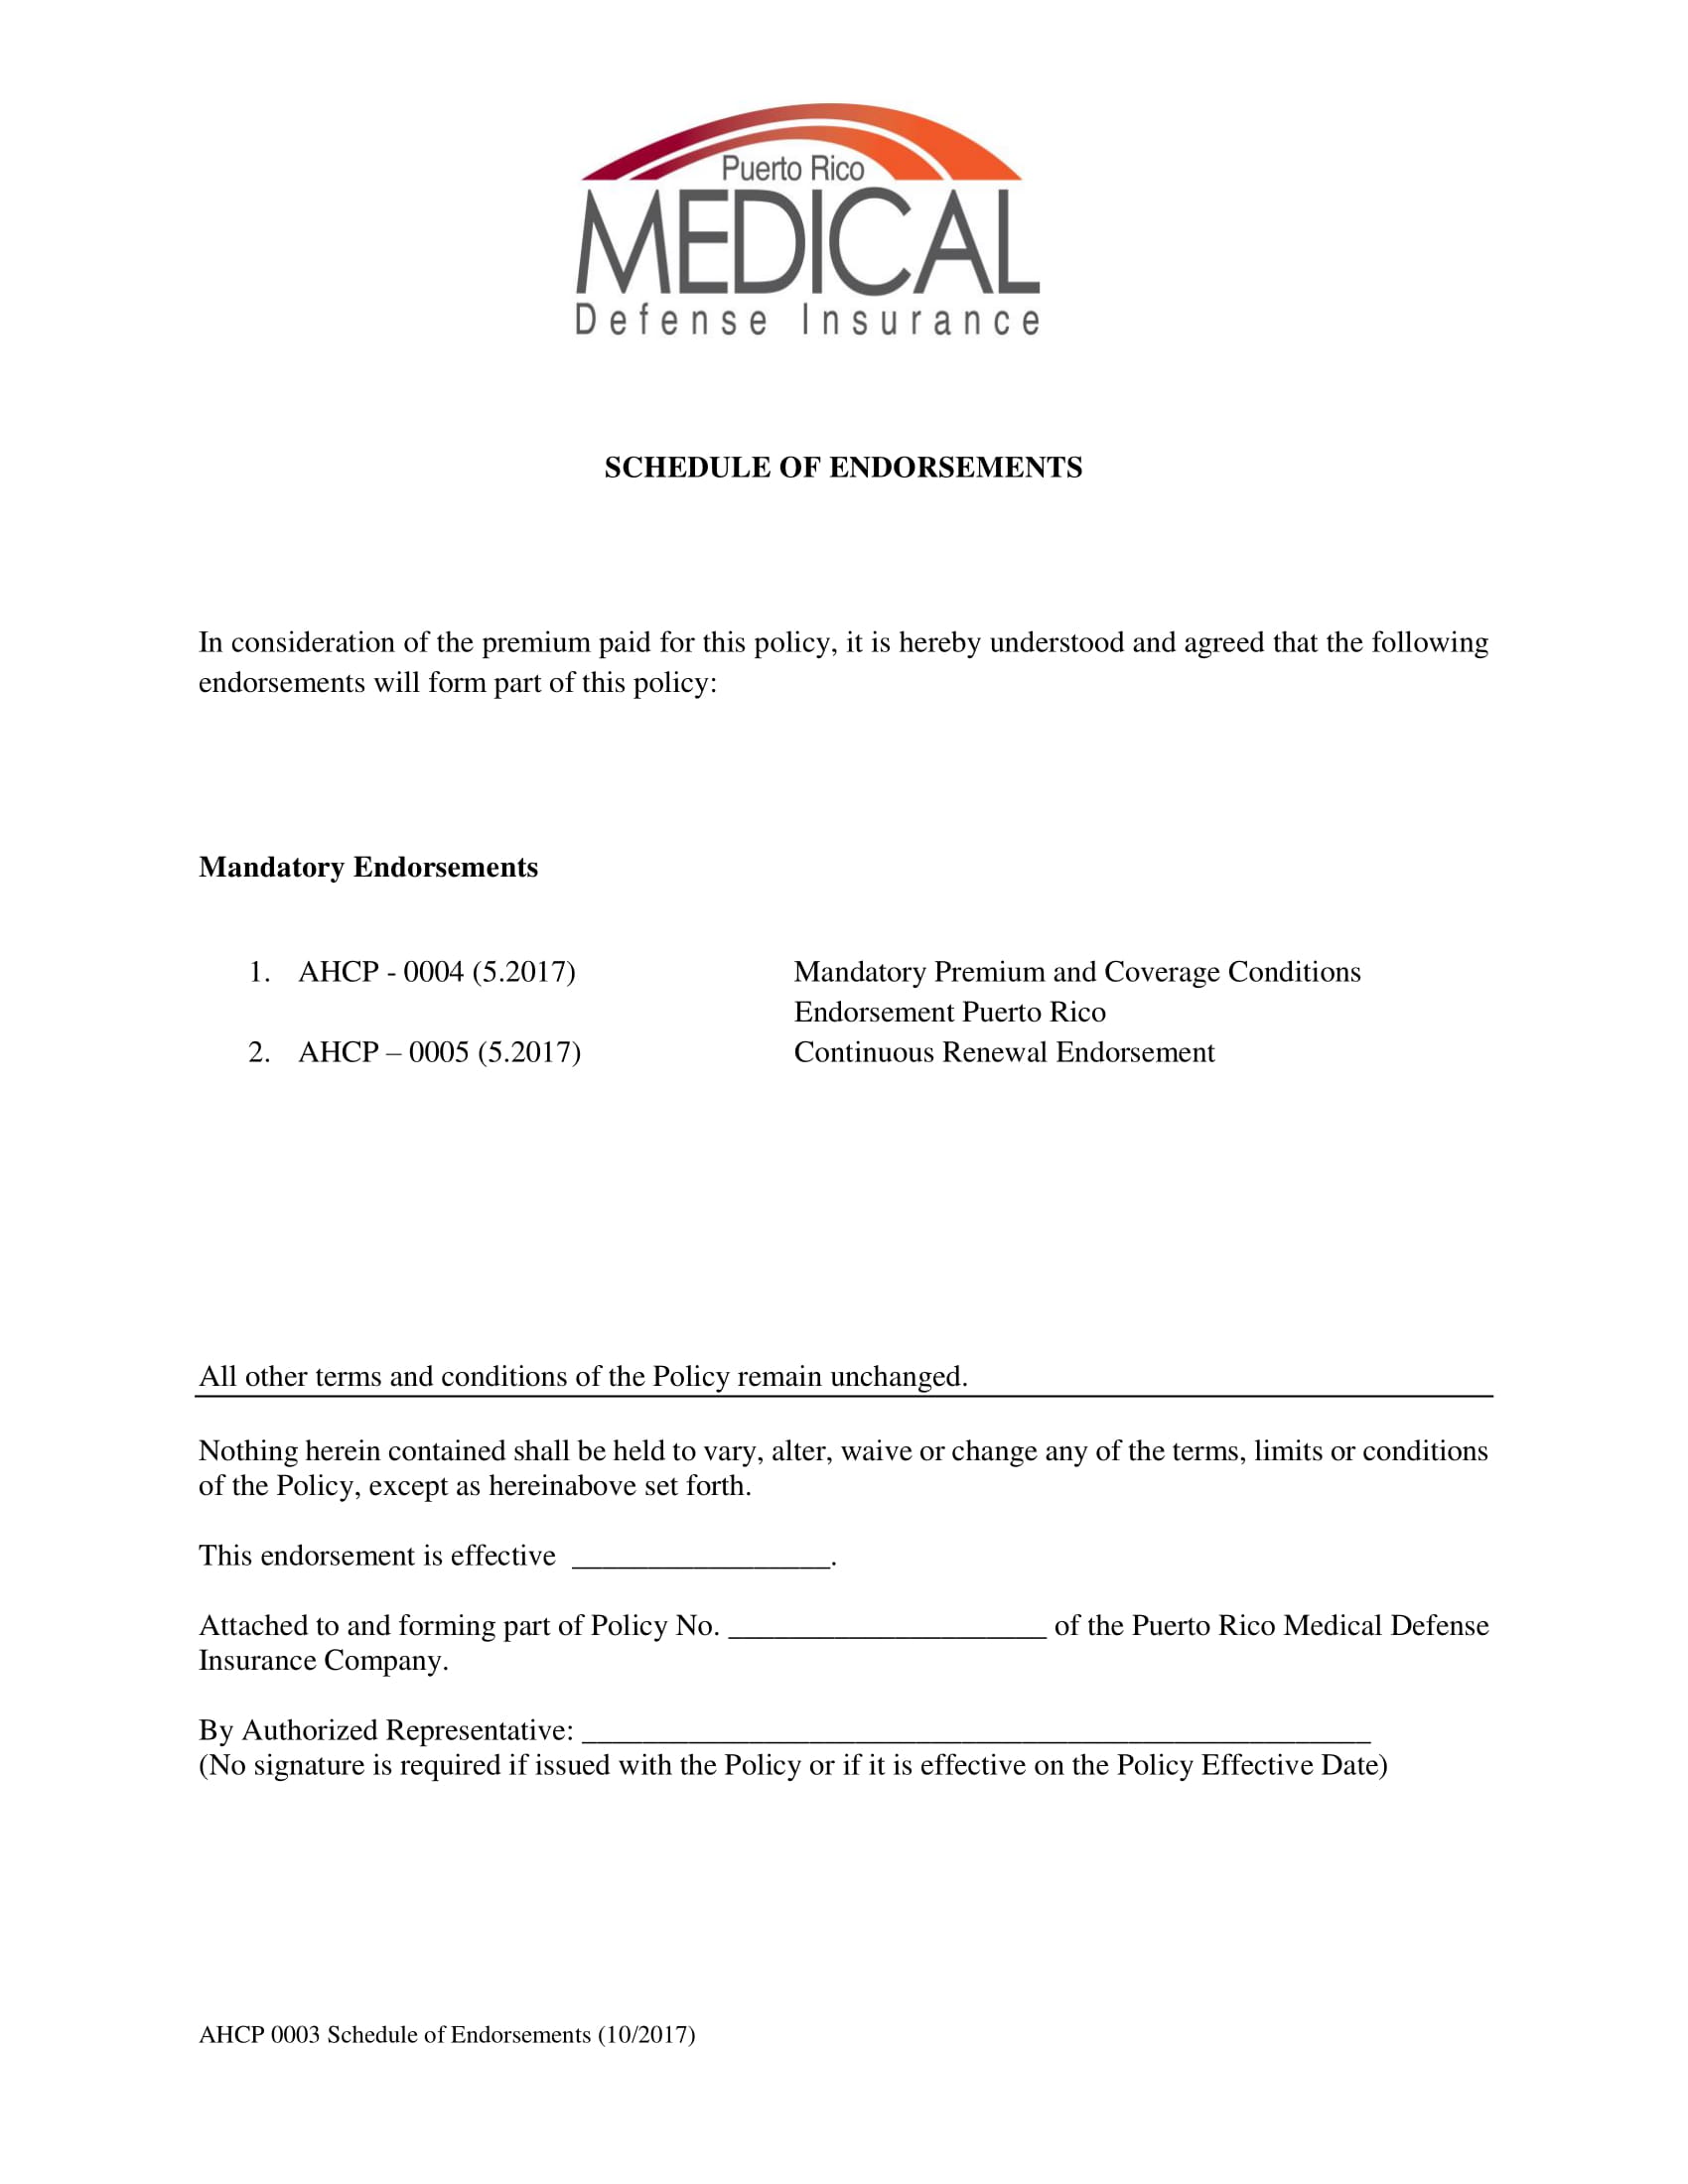 Puerto Rico
MEDICAL
Defense Insurance
SCHEDULE OF ENDORSEMENTS
In consideration of the premium paid for this policy, it is hereby understood and agreed that the following
endorsements will form part of this policy:
Mandatory Endorsements
1. AHCP - 0004 (5.2017) Mandatory Premium and Coverage Conditions
Endorsement Puerto Rico
2. AHCP – 0005 (5.2017) Continuous Renewal Endorsement
All other terms and conditions of the Policy remain unchanged.
Nothing herein contained shall be held to vary, alter, waive or change any of the terms, limits or conditions
of the Policy, except as hereinabove set forth.
This endorsement is effective _________________.
Attached to and forming part of Policy No. _____________________ of the Puerto Rico Medical Defense
Insurance Company.
By Authorized Representative: ____________________________________________________
(No signature is required if issued with the Policy or if it is effective on the Policy Effective Date)
AHCP 0003 Schedule of Endorsements (10/2017)